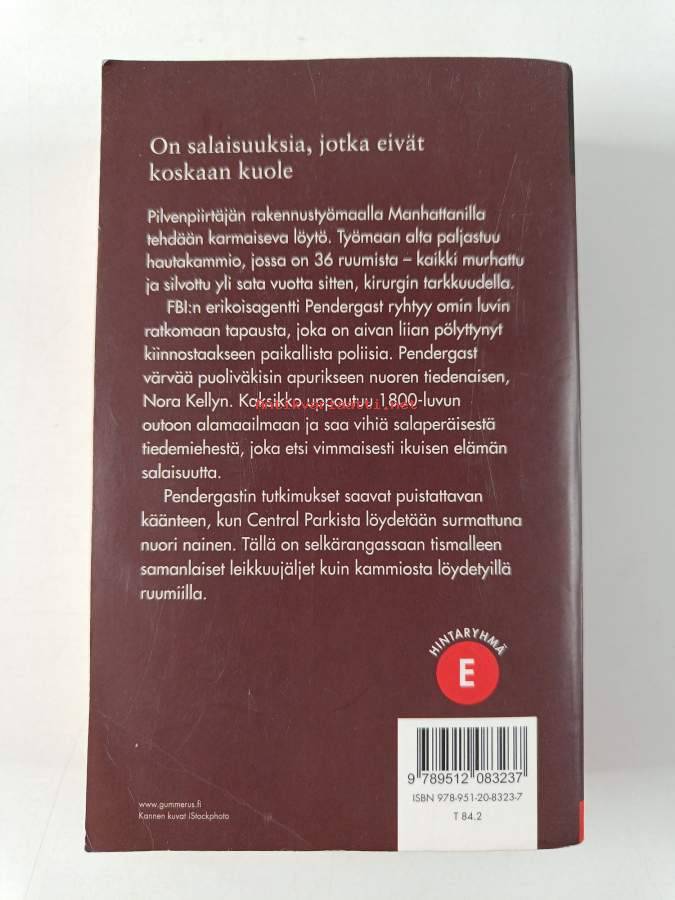 On salaisuuksia, jotka eivät
koskaan kuole
Pilvenpiirtäjän rakennustyömaalla Manhattanilla
tehdään karmaiseva löytö. Työmaan alta paljastuu
hautakammio, jossa on 36 ruumista – kaikki murhattu
ja silvottu yli sata vuotta sitten, kirurgin tarkkuudella.
FBI:n erikoisagentti Pendergast ryhtyy omin luvin
ratkomaan tapausta, joka on aivan liian pölyttynyt
kiinnostaakseen paikallista poliisia. Pendergast
värvää puoliväkisin apurikseen nuoren tiedenaisen,
Nora Kellyn. Kaksikko uppoutuu 1800-luvun
Antikvariaatti.net
outoon alamaailmaan ja saa vihiä salaperäisestä
tiedemiehestä, joka etsi vimmaisesti ikuisen elämän
salaisuutta.
Pendergastin tutkimukset saavat puistattavan
käänteen, kun Central Parkista löydetään surmattuna
nuori nainen. Tällä on selkärangassaan tismalleen
samanlaiset leikkuujäljet kuin kammiosta löydetyillä
ruumiilla.
HINTARYHMÄ
E
9 789512 083237
ISBN 978-951-20-8323-7
T 84.2
www.gummerus.fi
Kannen kuvat iStockphoto